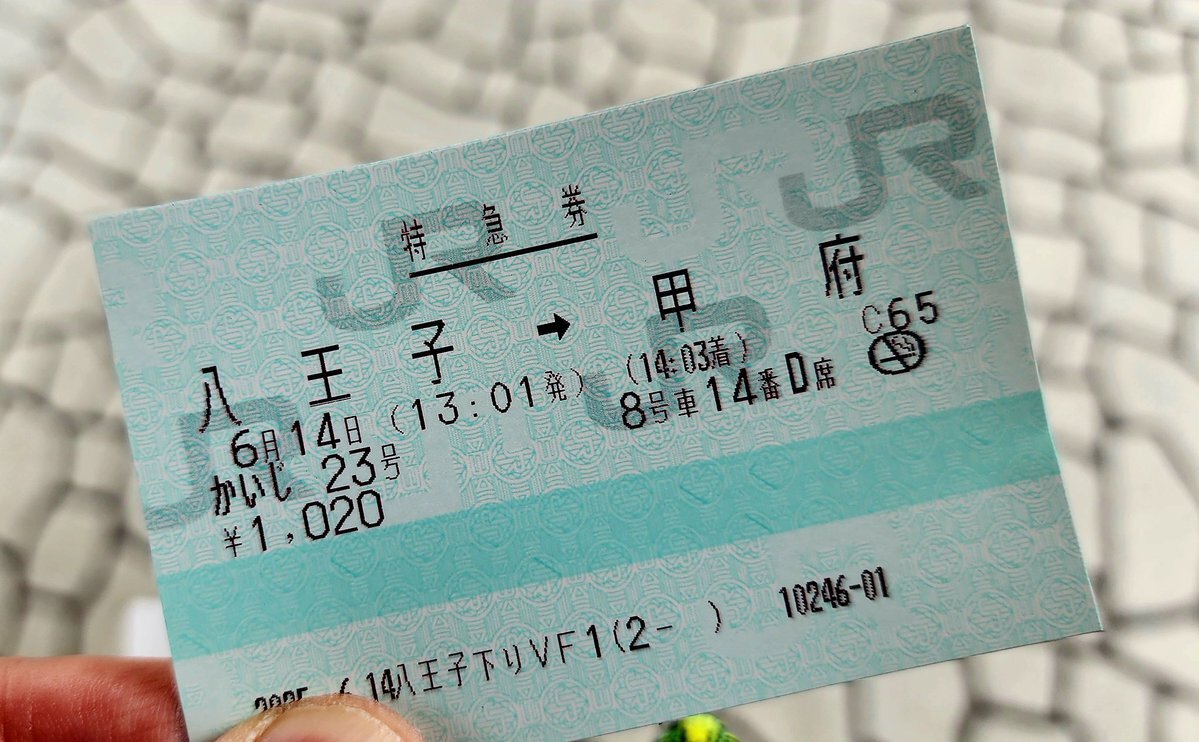 特急券
八王子 → 甲府
6月14日 (13:01発) (14:03着) C65
かいじ 23号 8号車 14番D席
¥1,020
14八王子下りVF1(2- ) 10246-01
JR
JR